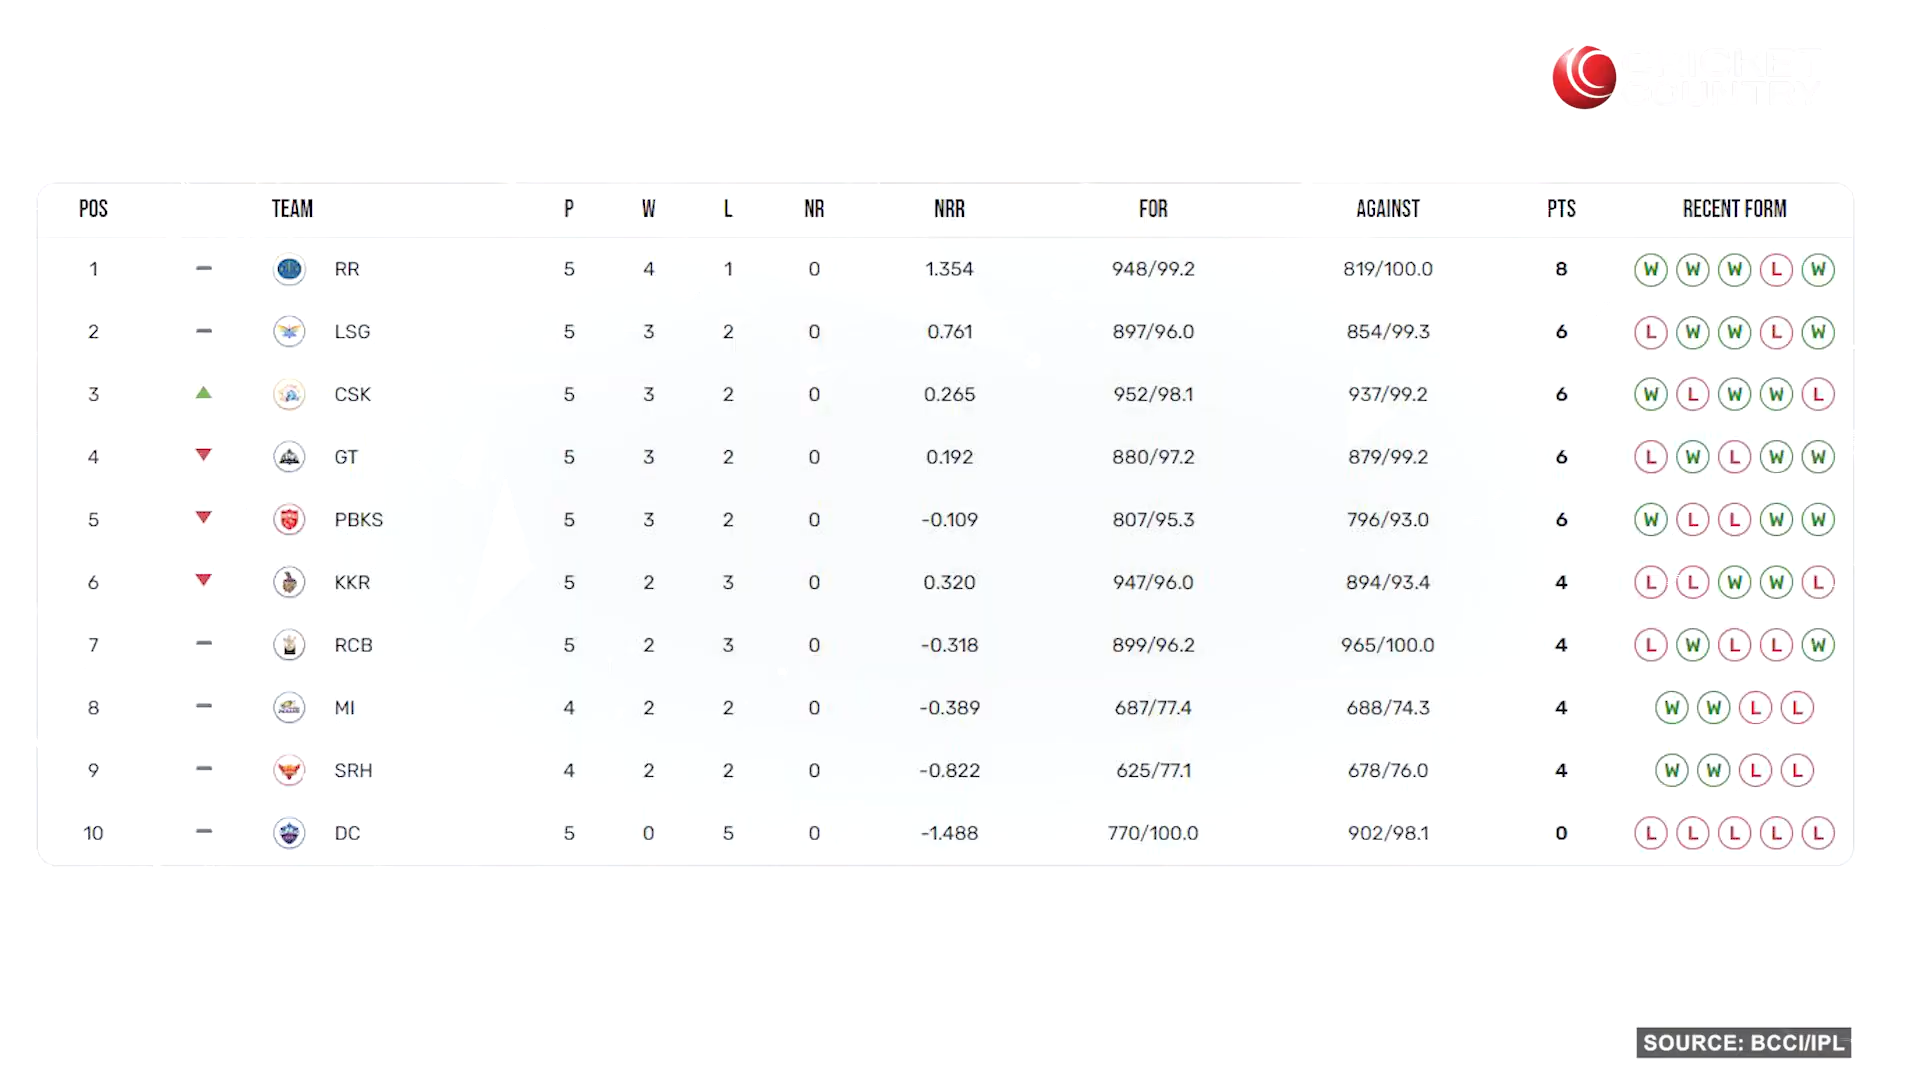 POS TEAM P W L NR NRR FOR AGAINST PTS RECENT FORM
1 RR 5 4 1 0 1.354 948/99.2 819/100.0 8 W W W L W
2 LSG 5 3 2 0 0.761 897/96.0 854/99.3 6 L W W L W
3 CSK 5 3 2 0 0.265 952/98.1 937/99.2 6 W L W W L
4 GT 5 3 2 0 0.192 880/97.2 879/99.2 6 L W L W W
5 PBKS 5 3 2 0 -0.109 807/95.3 796/93.0 6 W L L W W
6 KKR 5 2 3 0 0.320 947/96.0 894/93.4 4 L L W W L
7 RCB 5 2 3 0 -0.318 899/96.2 965/100.0 4 L W L L W
8 MI 4 2 2 0 -0.389 687/77.4 688/74.3 4 W W L L
9 SRH 4 2 2 0 -0.822 625/77.1 678/76.0 4 W W L L
10 DC 5 0 5 0 -1.488 770/100.0 902/98.1 0 L L L L L
SOURCE: BCCI/IPL